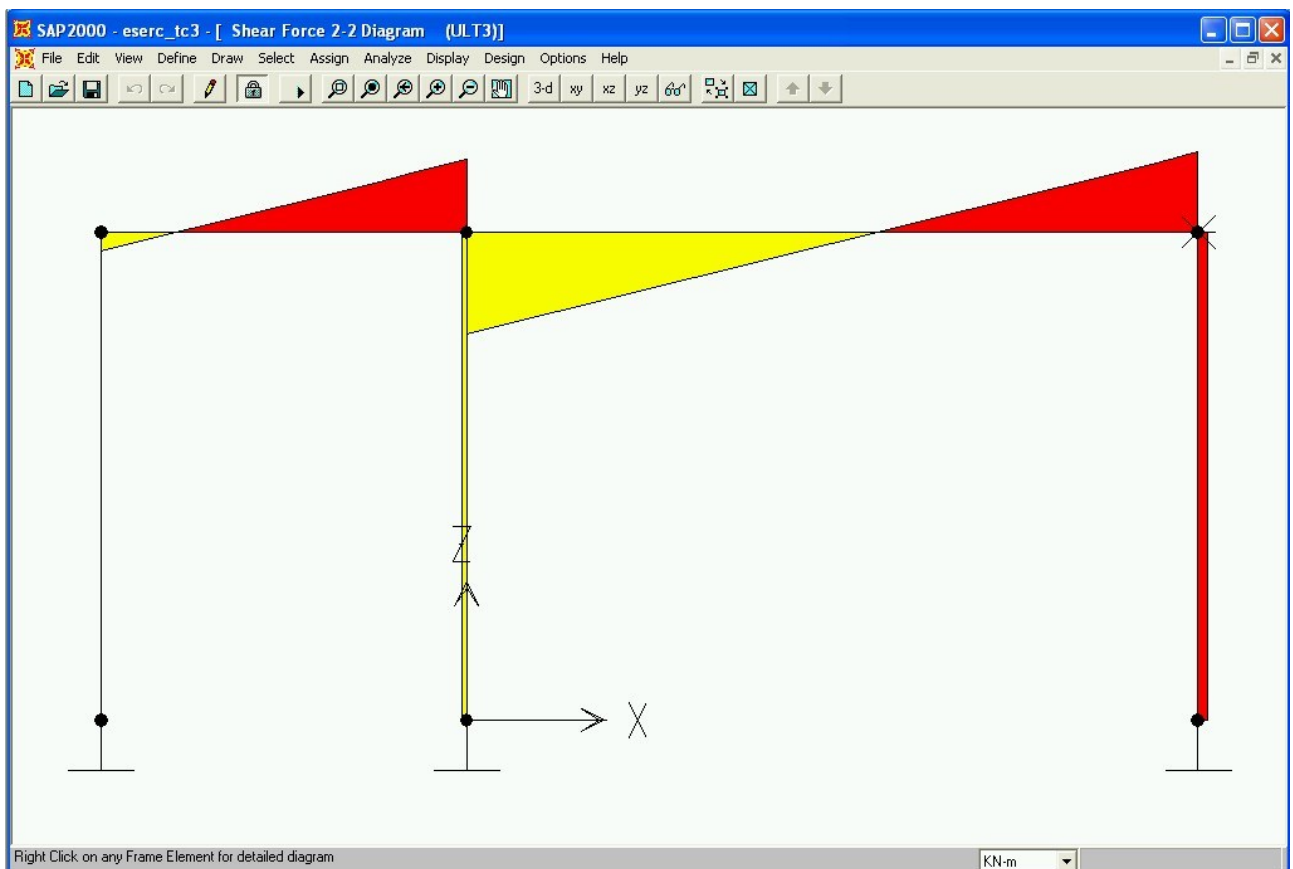 SAP2000 - eserc_tc3 - [ Shear Force 2-2 Diagram (ULT3)]
File Edit View Define Draw Select Assign Analyze Display Design Options Help
3-d xy xz yz
Z
X
Right Click on any Frame Element for detailed diagram
KN-m